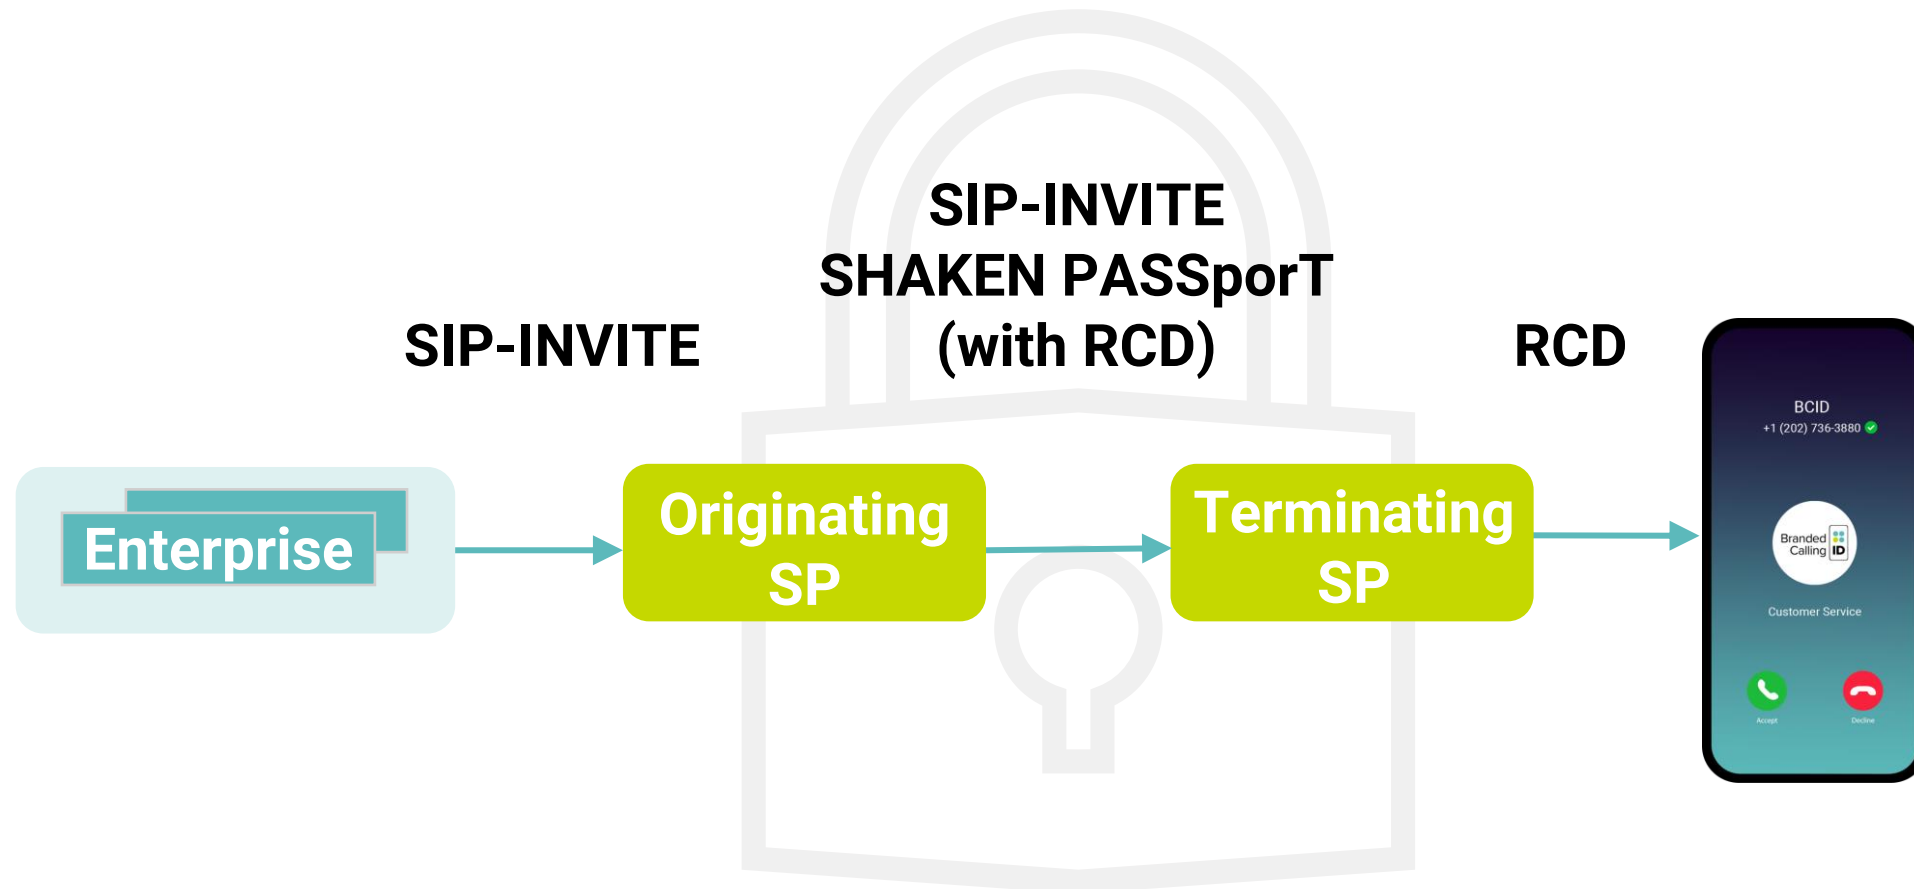 SIP-INVITE
SHAKEN PASSporT
(with RCD)
SIP-INVITE
RCD
Enterprise
Originating
SP
Terminating
SP
BCID
+1 (202) 736-3880
Branded
Calling ID
Customer Service
Accept
Decline